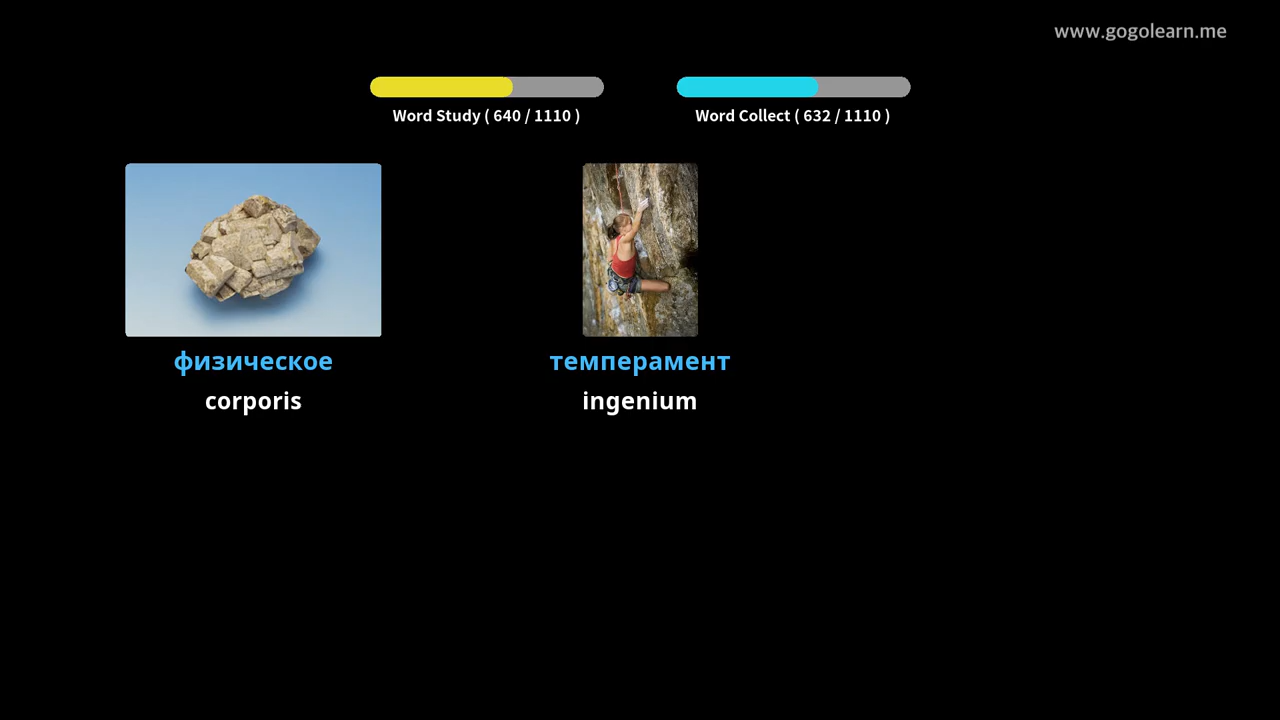 www.gogolearn.me
Word Study ( 640 / 1110 )
Word Collect ( 632 / 1110 )
физическое
corporis
темперамент
ingenium